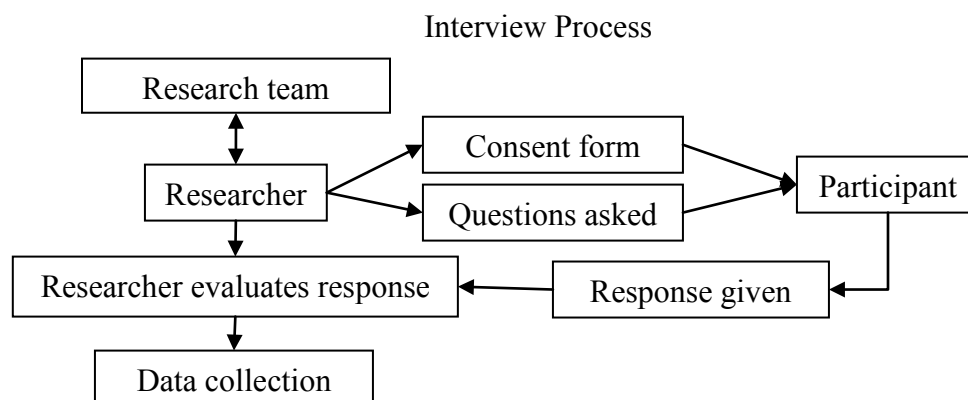 Interview Process
Research team
Consent form
Researcher
Participant
Questions asked
Researcher evaluates response
Response given
Data collection